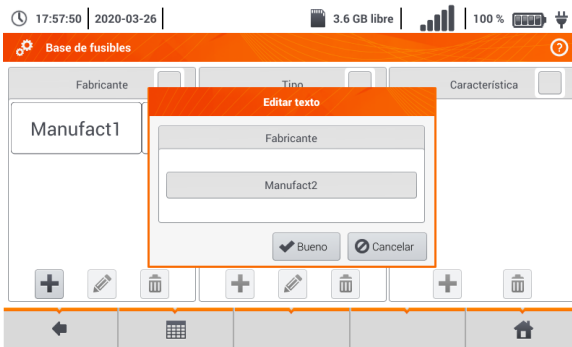 17:57:50 2020-03-26 3.6 GB libre 100 %
Base de fusibles
Fabricante Tipo Característica
Editar texto
Manufact1
Fabricante
Manufact2
Bueno Cancelar